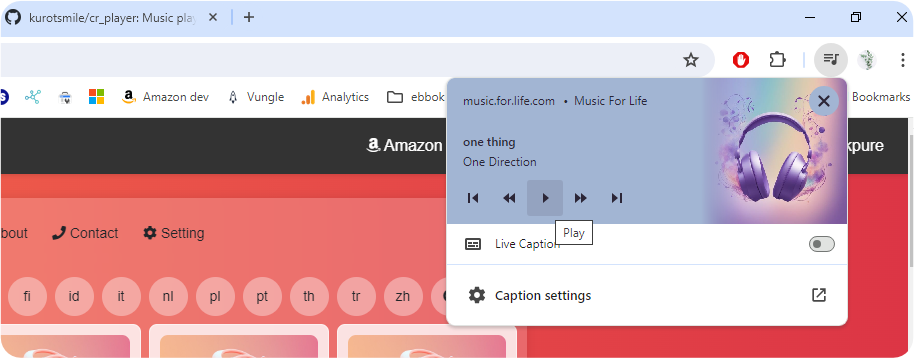 kurotsmile/cr_player: Music play
Amazon dev
Vungle
Analytics
ebbok
Bookmarks
music.for.life.com • Music For Life
one thing
One Direction
Play
Live Caption
Caption settings
Amazon
kpure
bout
Contact
Setting
fi
id
it
nl
pl
pt
th
tr
zh